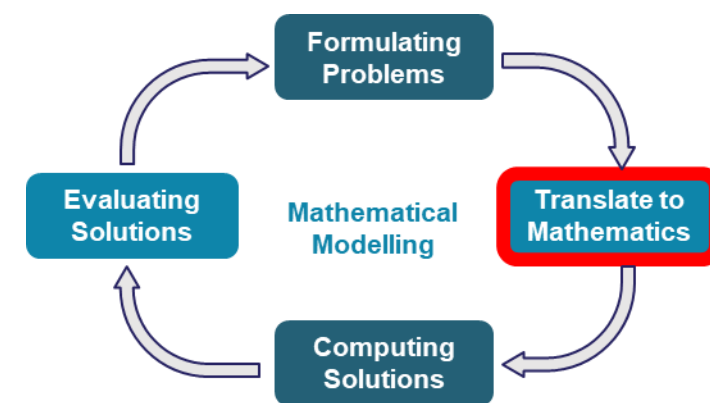 Formulating
Problems
Evaluating
Solutions
Mathematical
Modelling
Translate to
Mathematics
Computing
Solutions